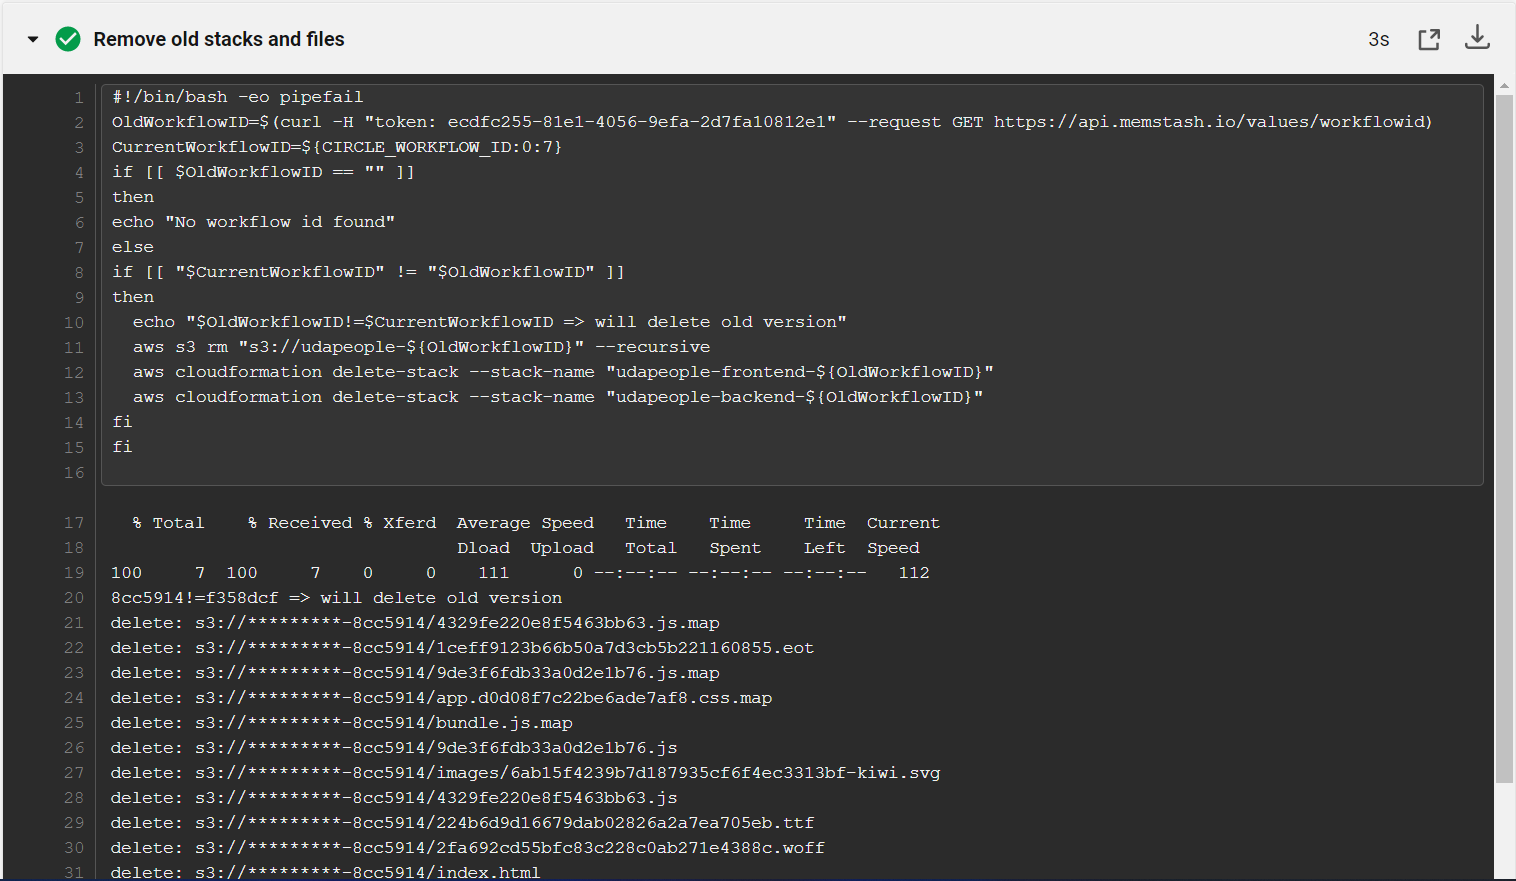 Remove old stacks and files
3s
1 #!/bin/bash -eo pipefail
2 OldWorkflowID=$(curl -H "token: ecdfc255-81e1-4056-9efa-2d7fa10812e1" --request GET https://api.memstash.io/values/workflowid)
3 CurrentWorkflowID=${CIRCLE_WORKFLOW_ID:0:7}
4 if [[ $OldWorkflowID == "" ]]
5 then
6 echo "No workflow id found"
7 else
8 if [[ "$CurrentWorkflowID" != "$OldWorkflowID" ]]
9 then
10   echo "$OldWorkflowID!=$CurrentWorkflowID => will delete old version"
11   aws s3 rm "s3://udapeople-${OldWorkflowID}" --recursive
12   aws cloudformation delete-stack --stack-name "udapeople-frontend-${OldWorkflowID}"
13   aws cloudformation delete-stack --stack-name "udapeople-backend-${OldWorkflowID}"
14 fi
15 fi
16
17   % Total    % Received % Xferd  Average Speed   Time    Time     Time  Current
18                                  Dload  Upload   Total   Spent    Left  Speed
19 100     7  100     7    0     0    111      0 --:--:-- --:--:-- --:--:--   112
20 8cc5914!=f358dcf => will delete old version
21 delete: s3://*********-8cc5914/4329fe220e8f5463bb63.js.map
22 delete: s3://*********-8cc5914/1ceff9123b66b50a7d3cb5b221160855.eot
23 delete: s3://*********-8cc5914/9de3f6fdb33a0d2e1b76.js.map
24 delete: s3://*********-8cc5914/app.d0d08f7c22be6ade7af8.css.map
25 delete: s3://*********-8cc5914/bundle.js.map
26 delete: s3://*********-8cc5914/9de3f6fdb33a0d2e1b76.js
27 delete: s3://*********-8cc5914/images/6ab15f4239b7d187935cf6f4ec3313bf-kiwi.svg
28 delete: s3://*********-8cc5914/4329fe220e8f5463bb63.js
29 delete: s3://*********-8cc5914/224b6d9d16679dab02826a2a7ea705eb.ttf
30 delete: s3://*********-8cc5914/2fa692cd55bfc83c228c0ab271e4388c.woff
31 delete: s3://*********-8cc5914/index.html